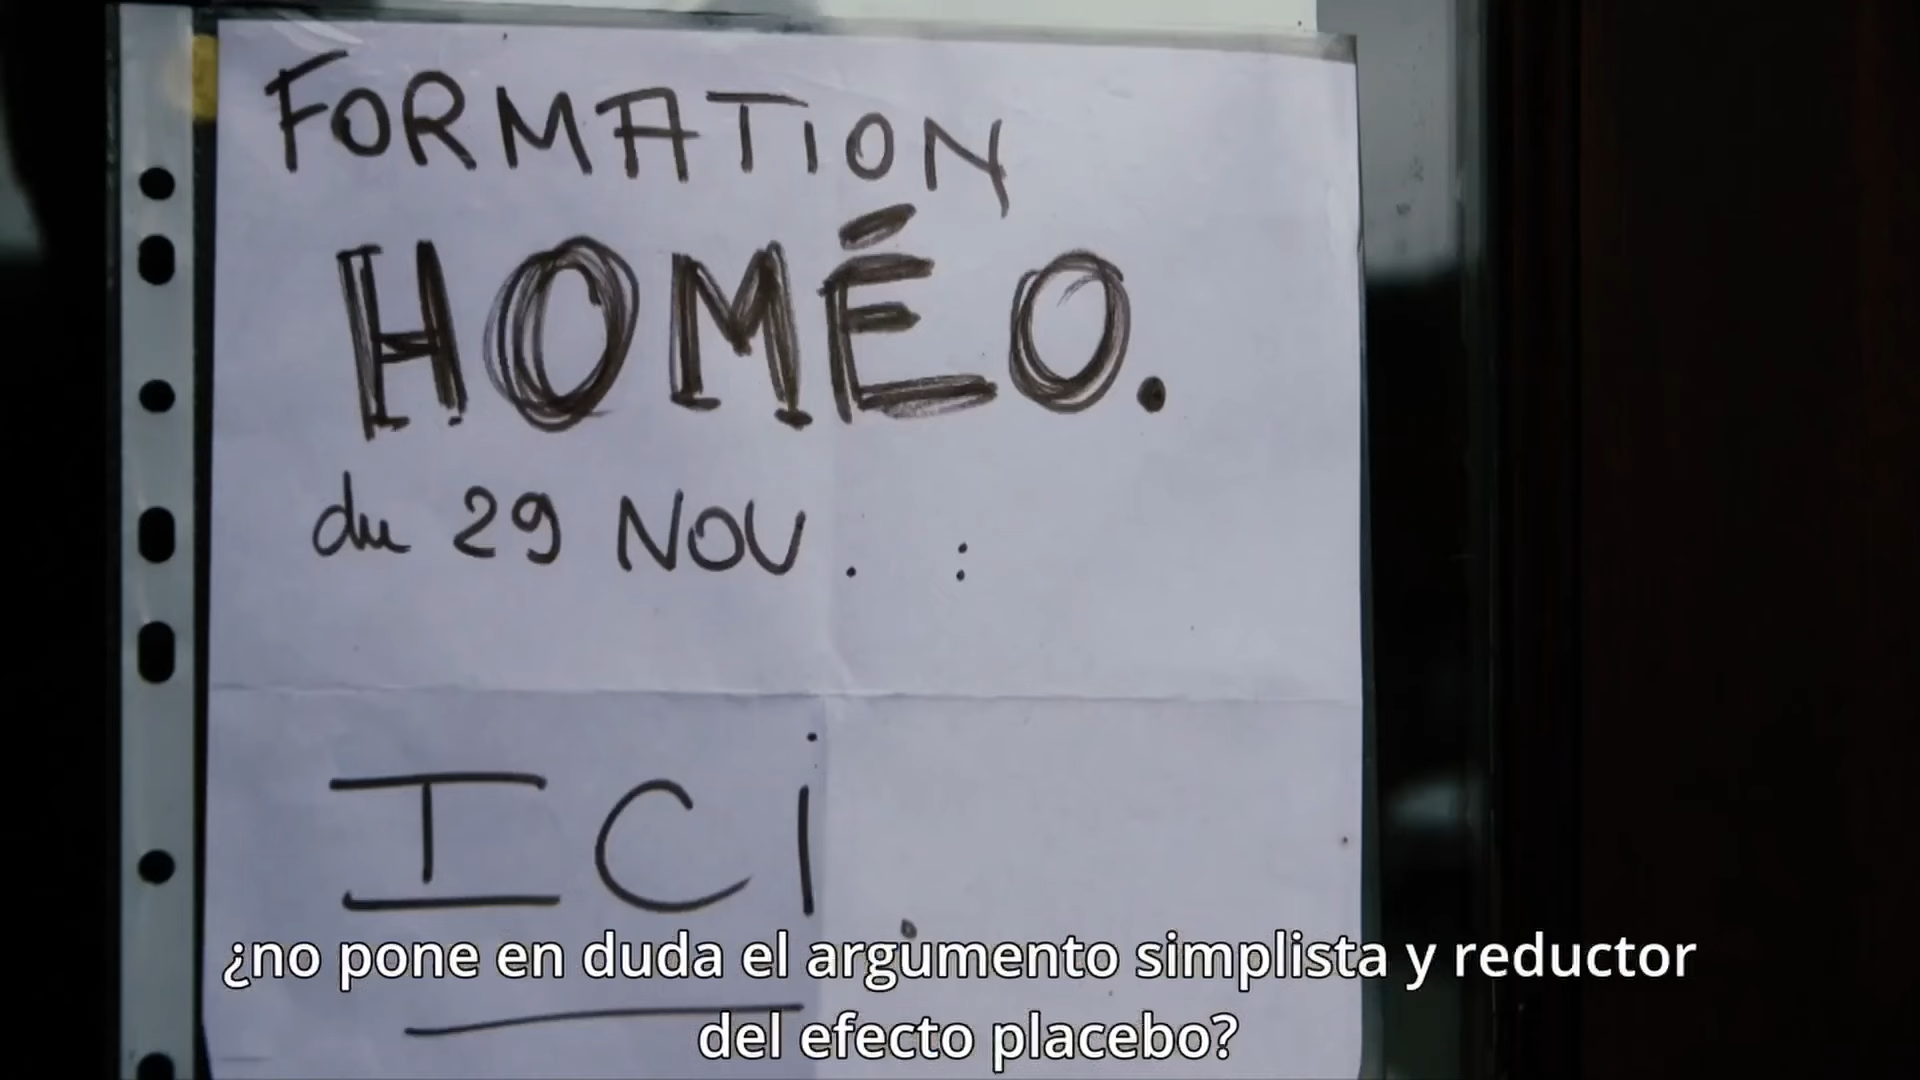 FORMATION
HOMÉO.
du 29 NOV. :
ICi.
¿no pone en duda el argumento simplista y reductor
del efecto placebo?